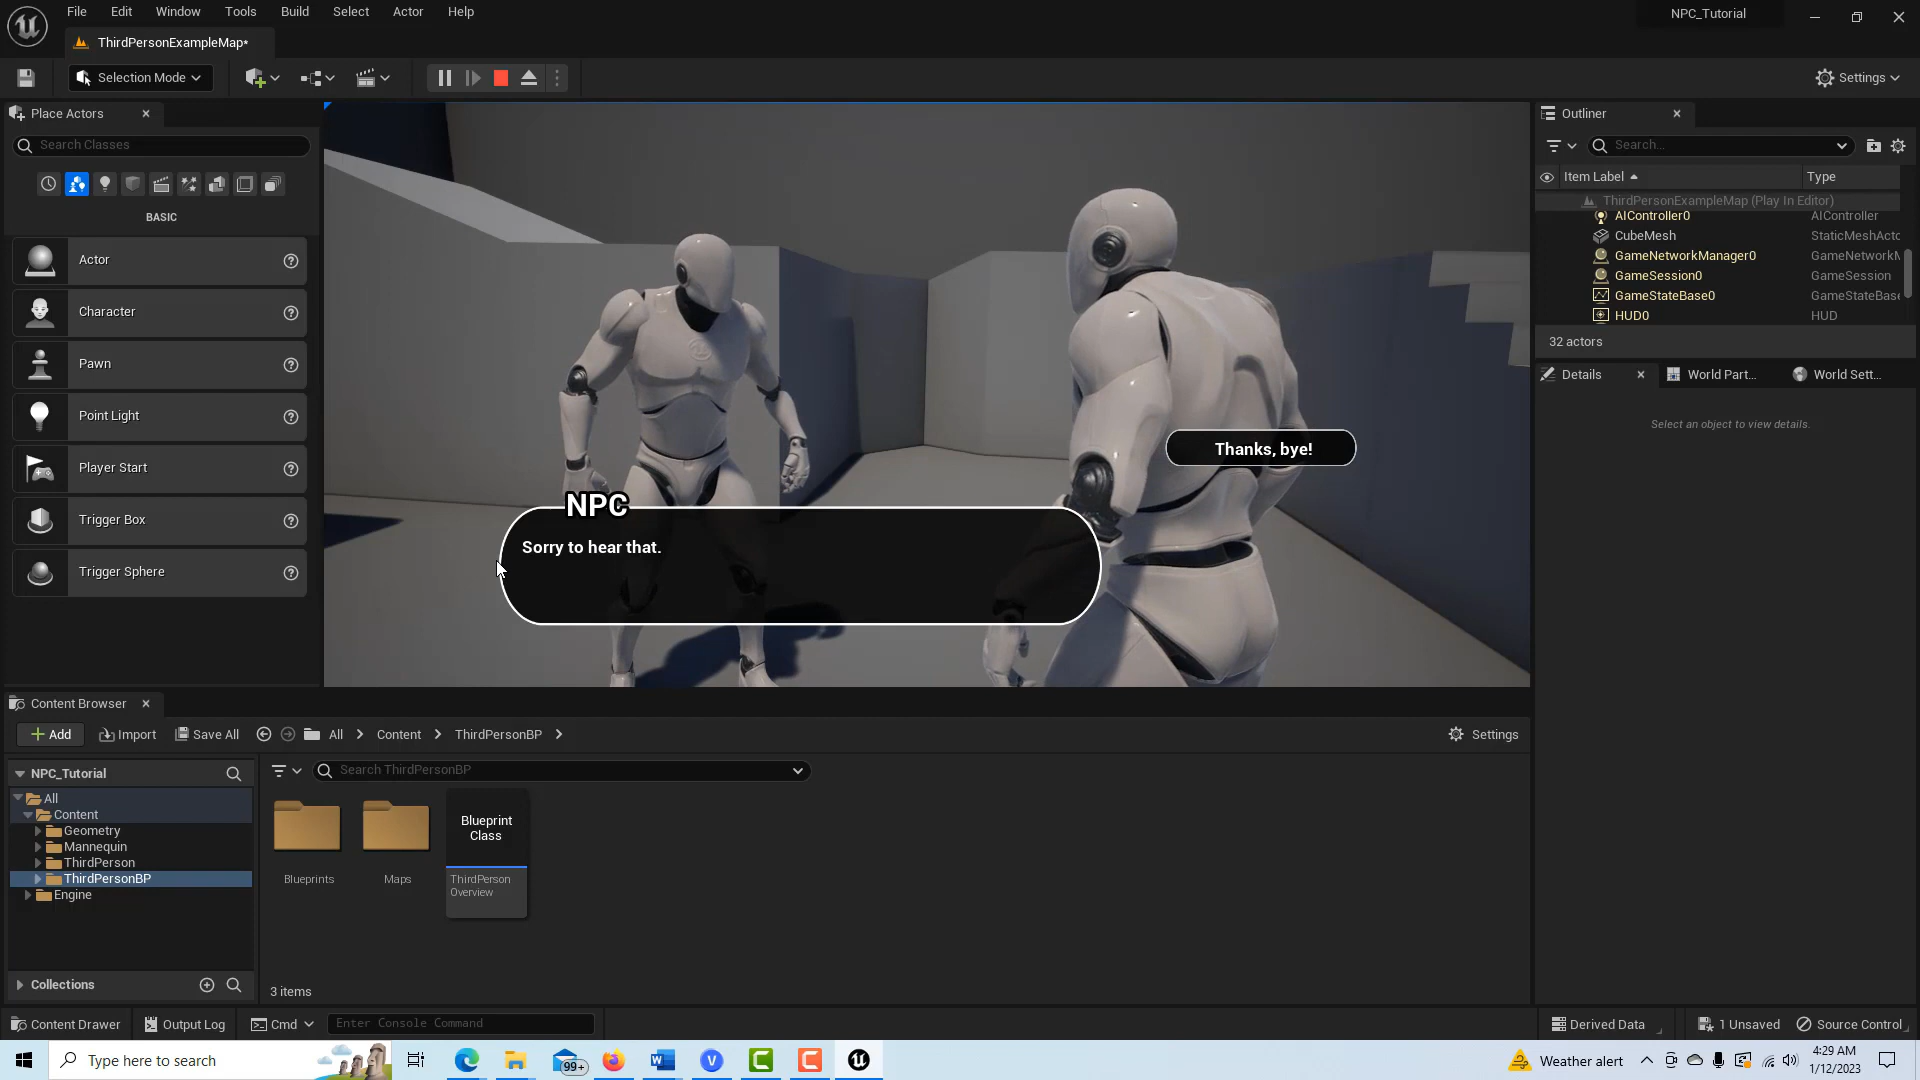 File Edit Window Tools Build Select Actor Help
NPC_Tutorial
ThirdPersonExampleMap*
Selection Mode
Settings
Place Actors
Search Classes
BASIC
Actor
Character
Pawn
Point Light
Player Start
Trigger Box
Trigger Sphere
Thanks, bye!
NPC
Sorry to hear that.
Outliner
Search...
Item Label Type
ThirdPersonExampleMap (Play In Editor)
AIController0 AIController
CubeMesh StaticMeshActo
GameNetworkManager0 GameNetworkM
GameSession0 GameSession
GameStateBase0 GameStateBase
HUD0 HUD
32 actors
Details World Part... World Sett...
Select an object to view details.
Content Browser
Add Import Save All All Content ThirdPersonBP Settings
NPC_Tutorial
Search ThirdPersonBP
All
Content
Geometry
Mannequin
ThirdPerson
ThirdPersonBP
Engine
Collections
Blueprints
Maps
Blueprint
Class
ThirdPerson
Overview
3 items
Content Drawer Output Log Cmd Enter Console Command Derived Data 1 Unsaved Source Control
Type here to search
99+
Weather alert
4:29 AM
1/12/2023